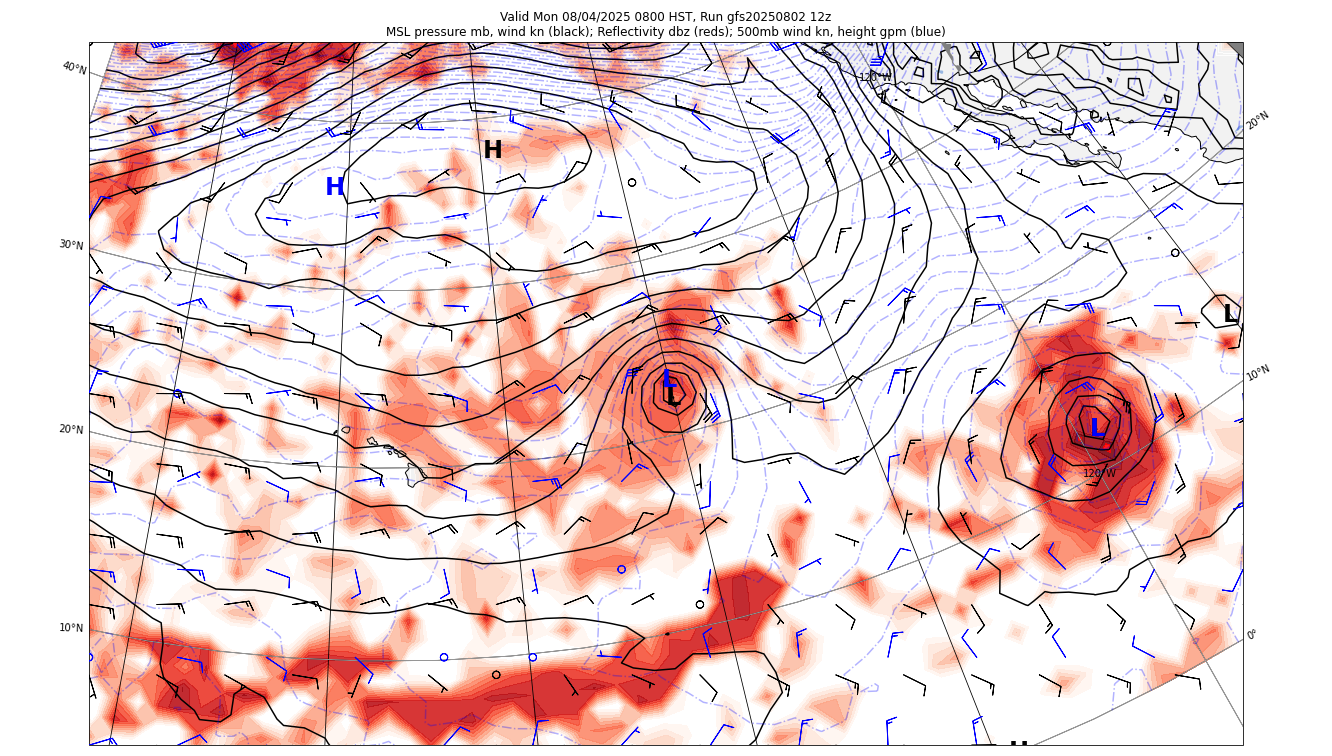 Valid Mon 08/04/2025 0800 HST, Run gfs20250802 12z
MSL pressure mb, wind kn (black); Reflectivity dbz (reds); 500mb wind kn, height gpm (blue)
40°N
120°W
20°N
H
H
30°N
L
10°N
L
L
20°N
L
120°W
10°N
0°
H